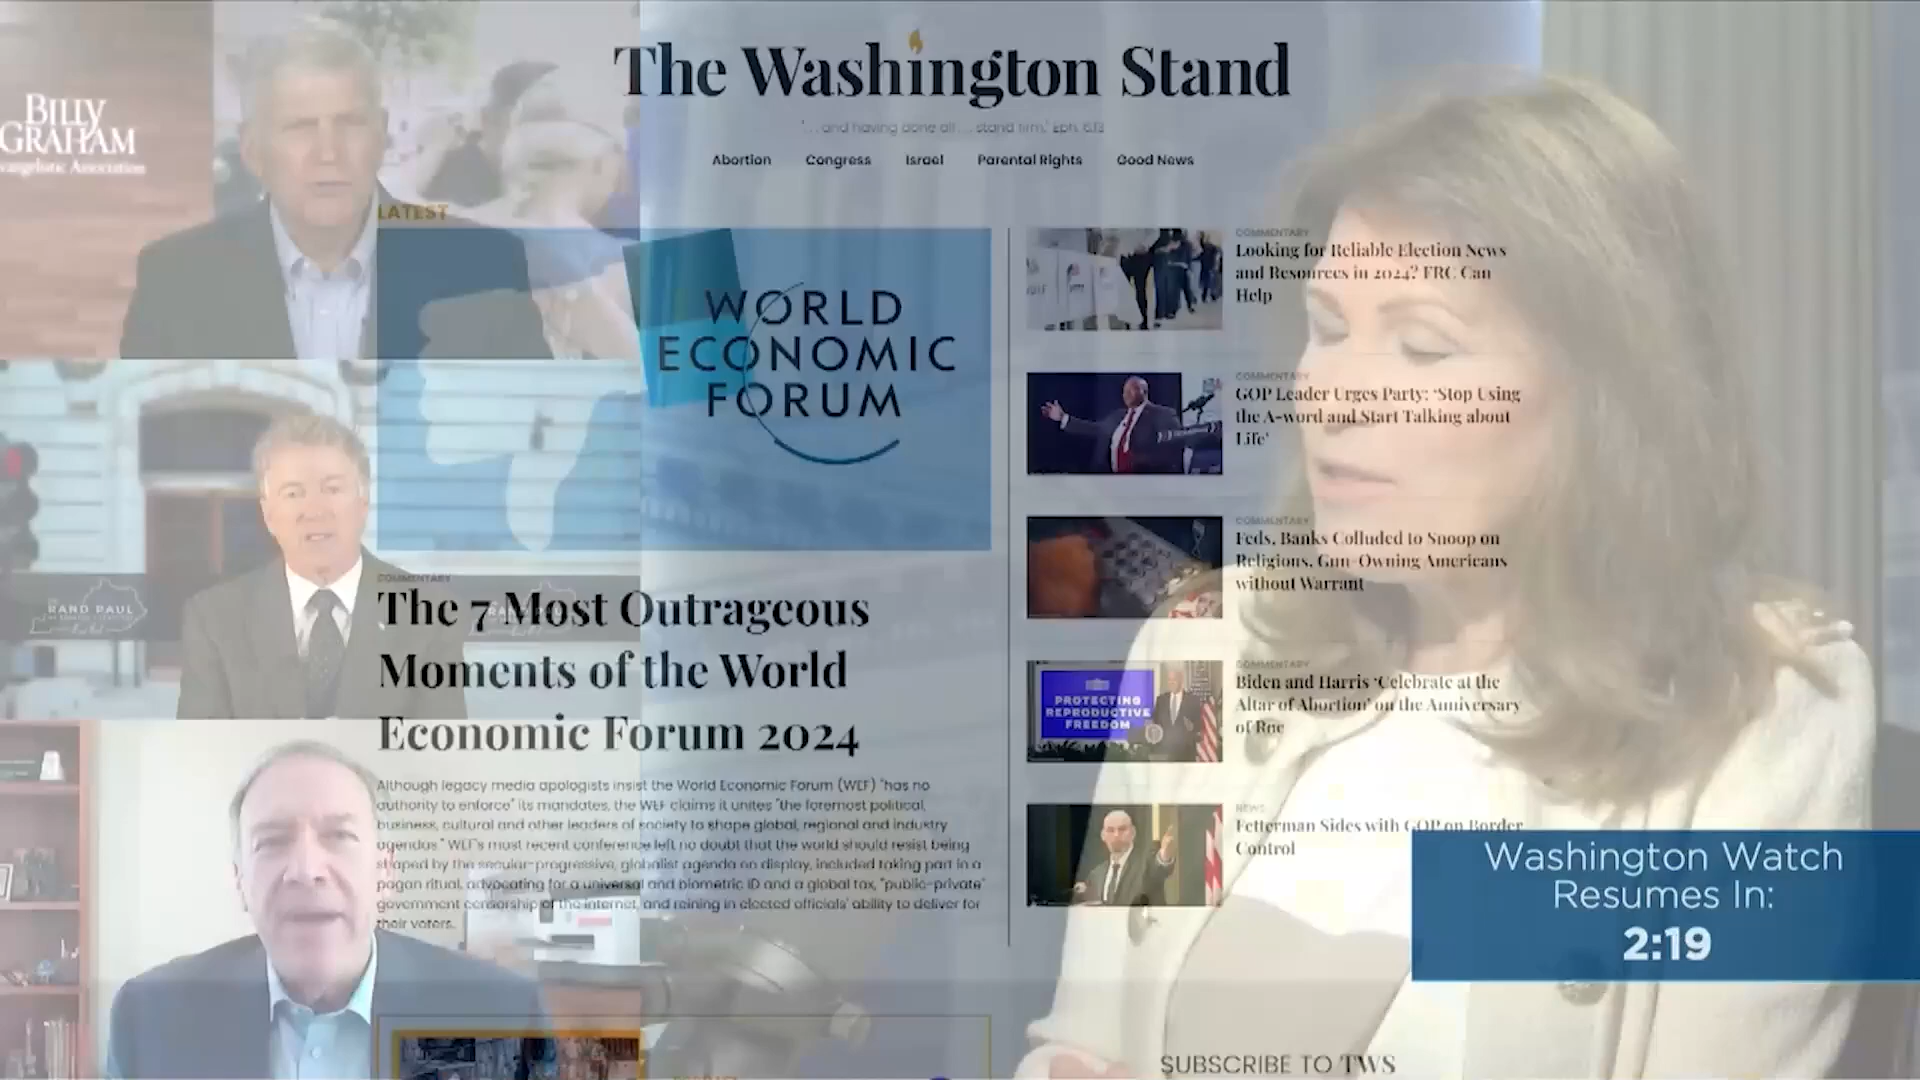 The Washington Stand
"... and having done all ... stand firm." Eph. 6:13
Abortion Congress Israel Parental Rights Good News
BILLY
GRAHAM
Evangelistic Association
LATEST
WORLD
ECONOMIC
FORUM
COMMENTARY
The 7 Most Outrageous
Moments of the World
Economic Forum 2024
Although legacy media apologists insist the World Economic Forum (WEF) "has no
authority to enforce" its mandates, the WEF claims it unites "the foremost political,
business, cultural and other leaders of society to shape global, regional and industry
agendas." WEF's most recent conference left no doubt that the world should resist being
shaped by the secular-progressive, globalist agenda on display, included taking part in a
pagan ritual, advocating for a universal and biometric ID and a global tax, "public-private"
government censorship of the internet, and reining in elected officials' ability to deliver for
their voters.
RAND PAUL
COMMENTARY
Looking for Reliable Election News
and Resources in 2024? FRC Can
Help
COMMENTARY
GOP Leader Urges Party: 'Stop Using
the A-word and Start Talking about
Life'
COMMENTARY
Feds, Banks Colluded to Snoop on
Religious, Gun-Owning Americans
without Warrant
PROTECTING
REPRODUCTIVE
FREEDOM
COMMENTARY
Biden and Harris 'Celebrate at the
Altar of Abortion' on the Anniversary
of Roe
NEWS
Fetterman Sides with GOP on Border
Control
Washington Watch
Resumes In:
2:19
SUBSCRIBE TO TWS